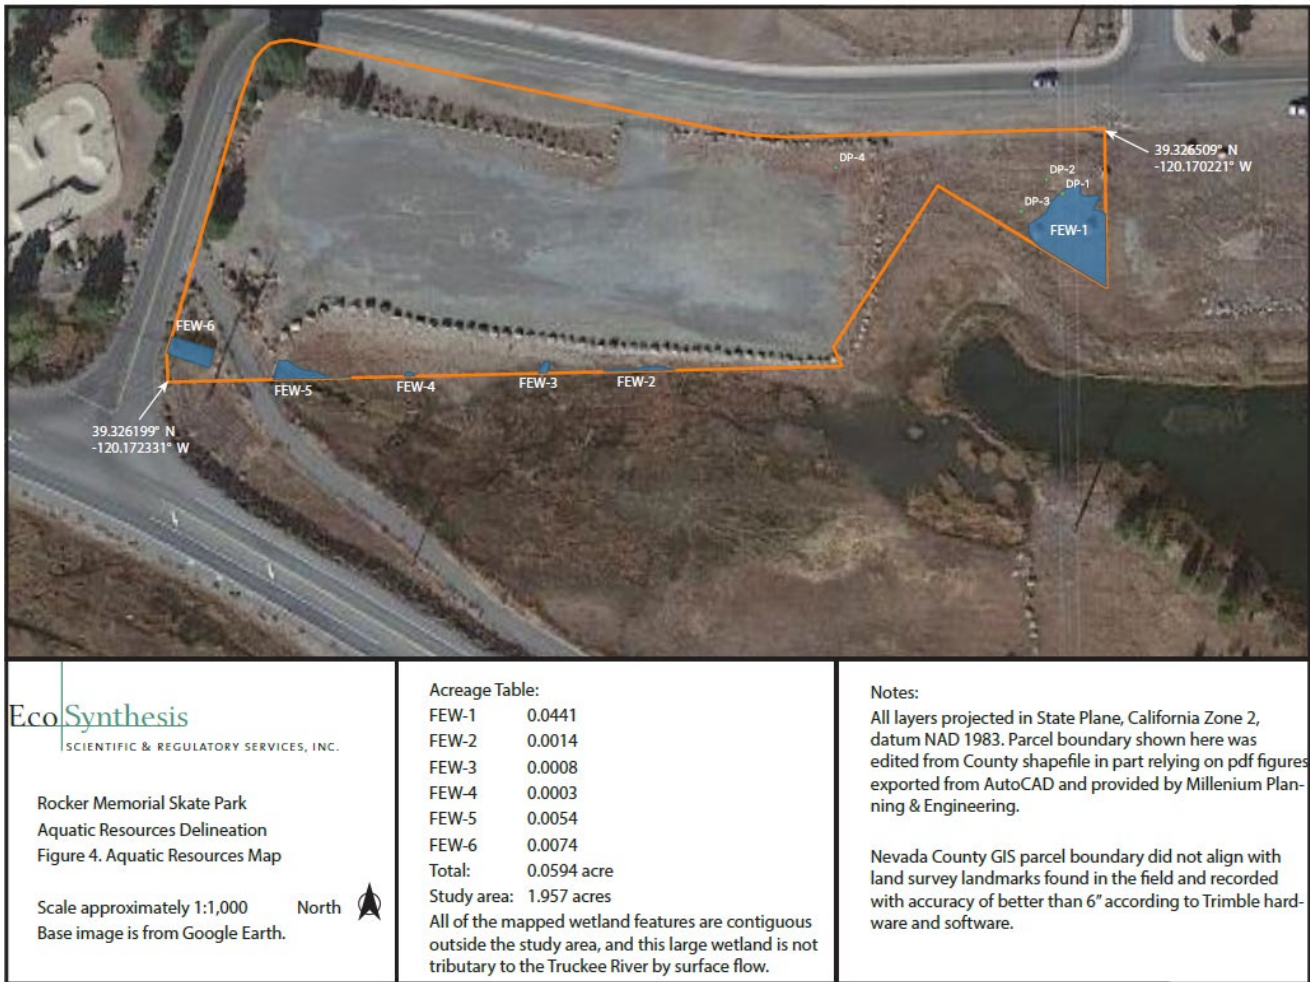 DP-4
39.326509° N
-120.170221° W
DP-2
DP-1
DP-3
FEW-1
FEW-6
FEW-5
FEW-4
FEW-3
FEW-2
39.326199° N
-120.172331° W
Eco Synthesis
SCIENTIFIC & REGULATORY SERVICES, INC.
Rocker Memorial Skate Park
Aquatic Resources Delineation
Figure 4. Aquatic Resources Map
Scale approximately 1:1,000 North
Base image is from Google Earth.
Acreage Table:
FEW-1 0.0441
FEW-2 0.0014
FEW-3 0.0008
FEW-4 0.0003
FEW-5 0.0054
FEW-6 0.0074
Total: 0.0594 acre
Study area: 1.957 acres
All of the mapped wetland features are contiguous
outside the study area, and this large wetland is not
tributary to the Truckee River by surface flow.
Notes:
All layers projected in State Plane, California Zone 2,
datum NAD 1983. Parcel boundary shown here was
edited from County shapefile in part relying on pdf figures
exported from AutoCAD and provided by Millenium Plan-
ning & Engineering.
Nevada County GIS parcel boundary did not align with
land survey landmarks found in the field and recorded
with accuracy of better than 6" according to Trimble hard-
ware and software.